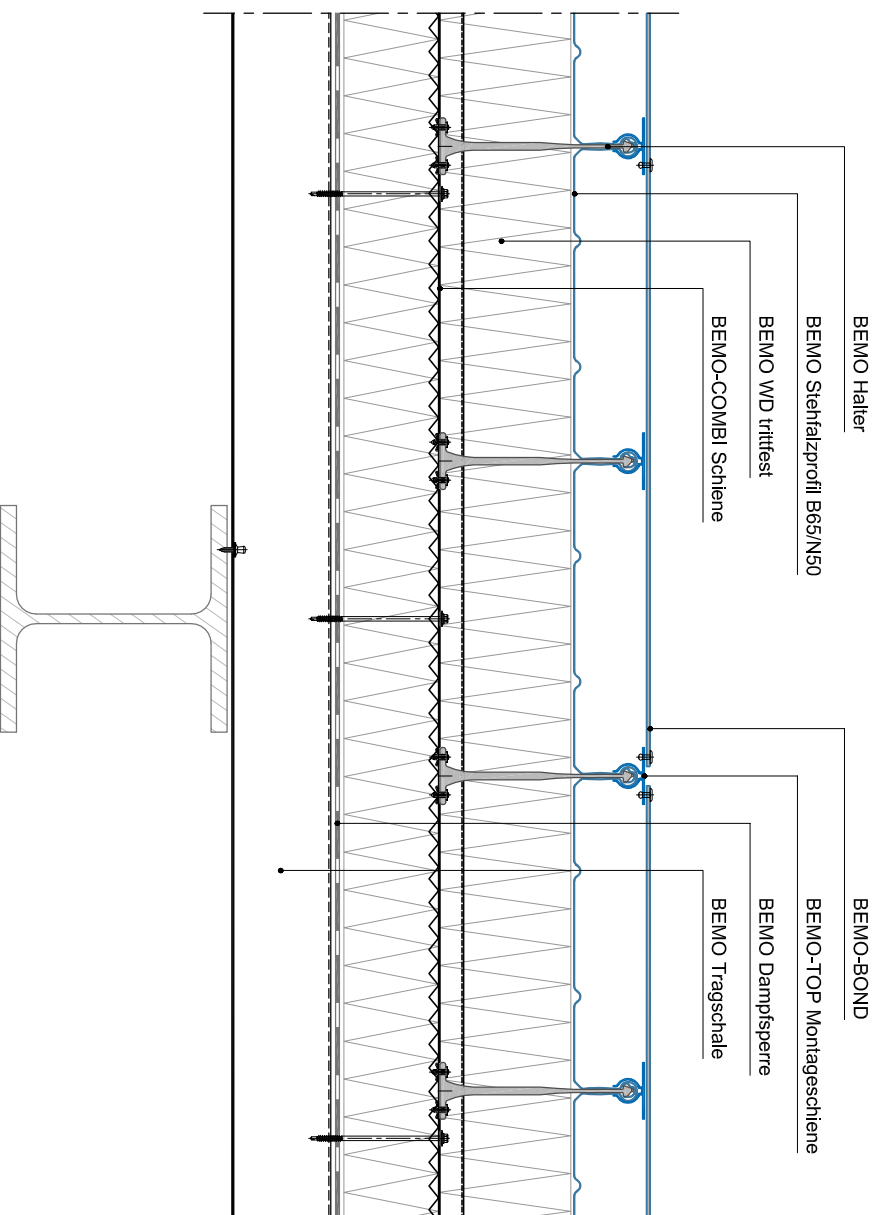 BEMO Halter
BEMO Stehfalzprofil B65/N50
BEMO WD trittfest
BEMO-COMBI Schiene
BEMO-BOND
BEMO-TOP Montageschiene
BEMO Dampfsperre
BEMO Tragschale